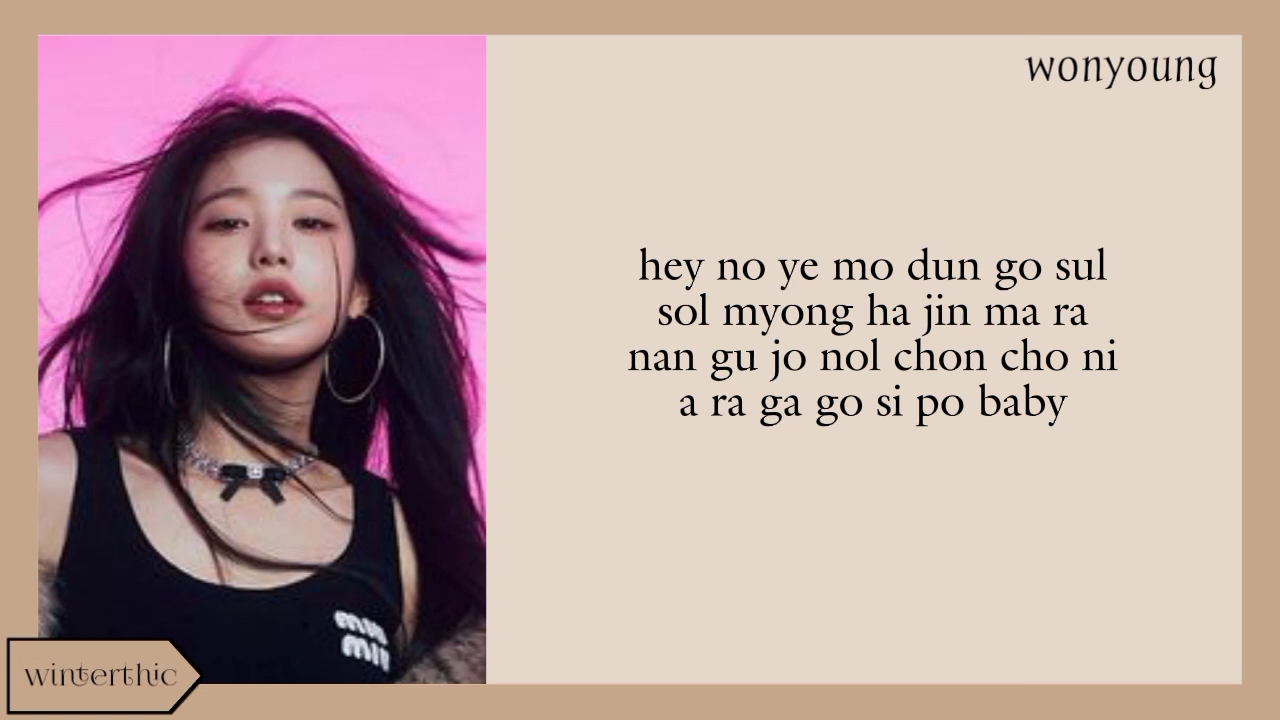 wonyoung
hey no ye mo dun go sul
sol myong ha jin ma ra
nan gu jo nol chon cho ni
a ra ga go si po baby
miu
miu
winterthic